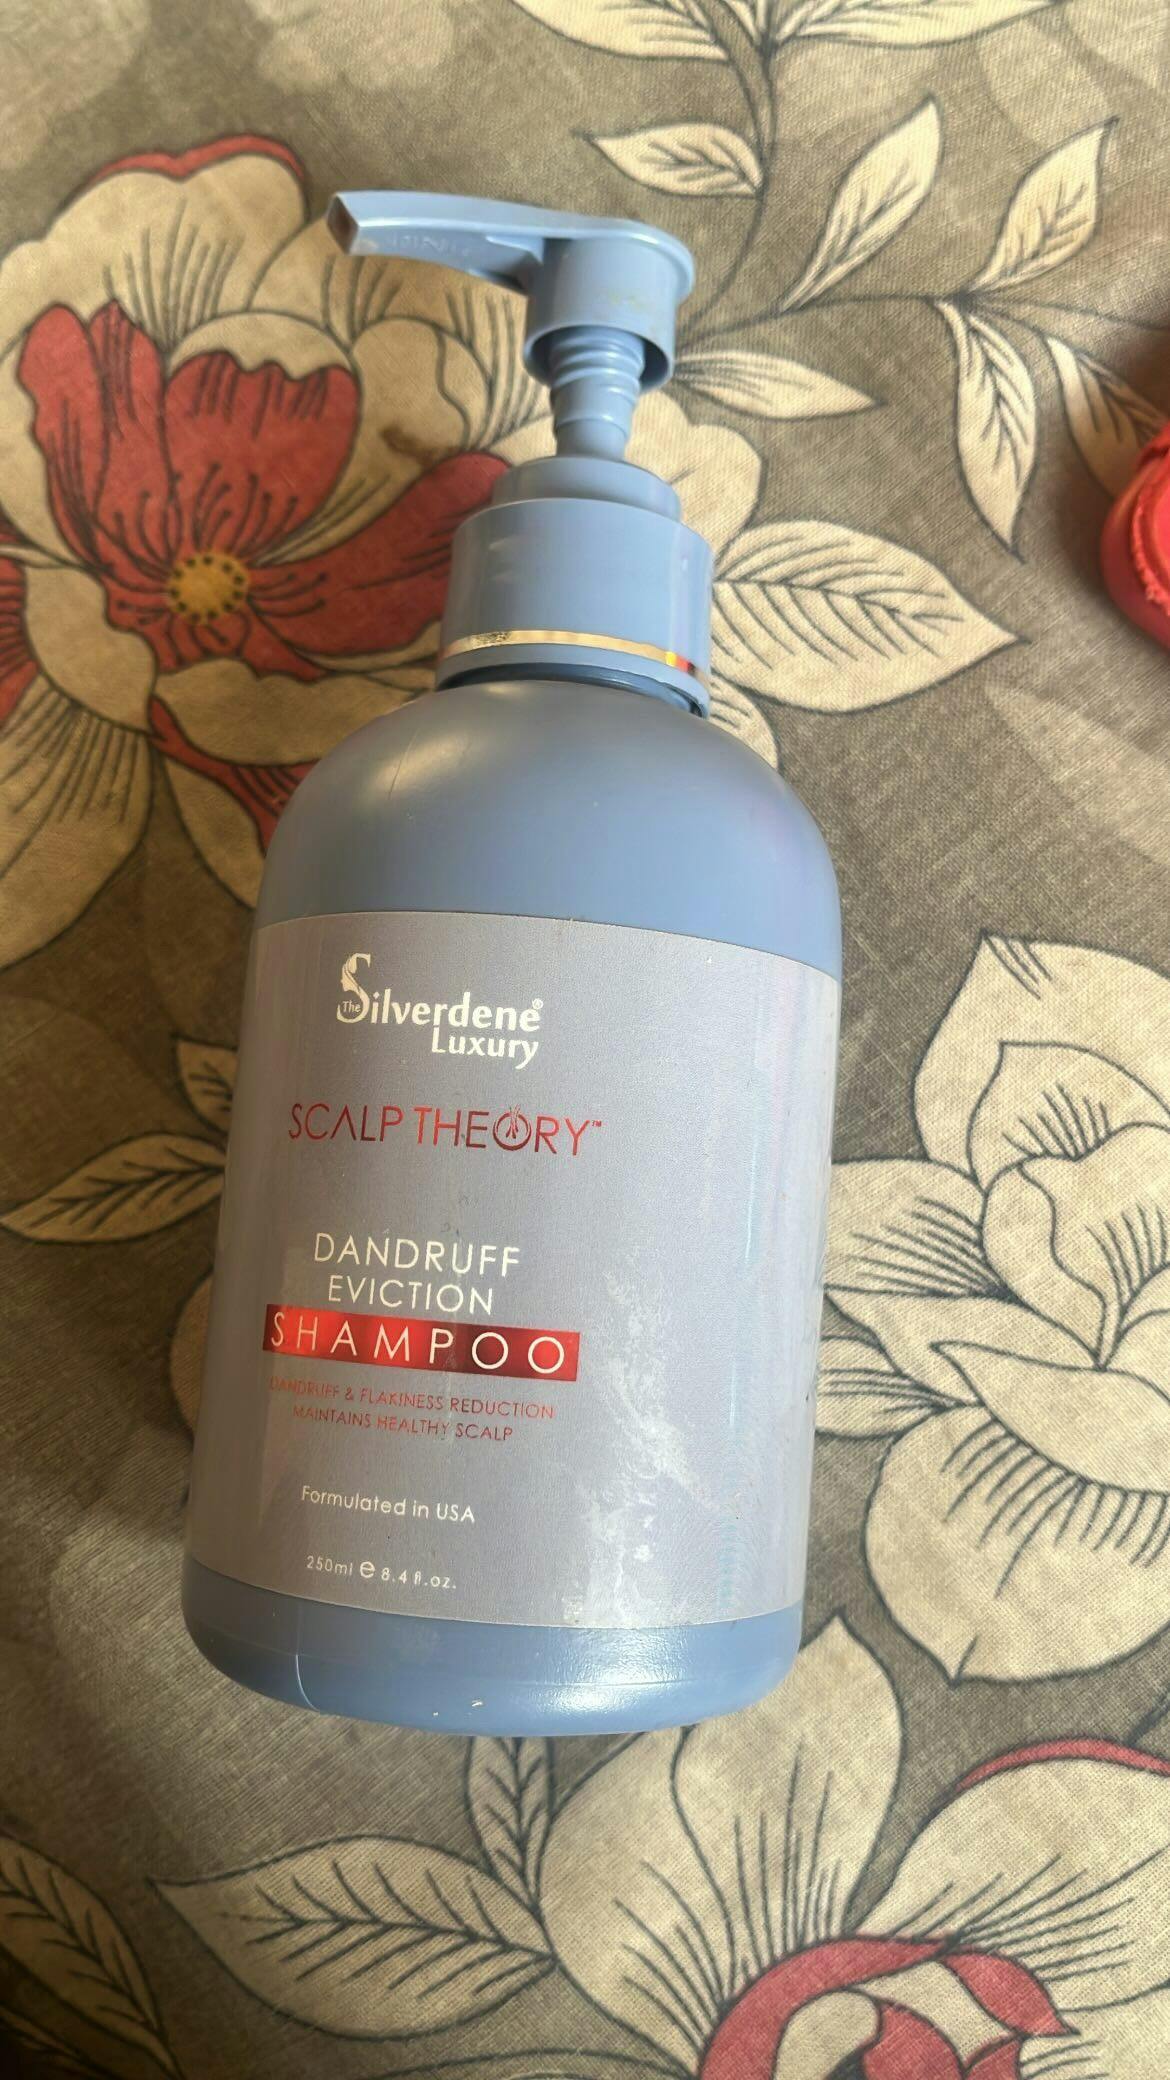 The Silverdene®
Luxury
SCALP THEORY™
DANDRUFF
EVICTION
SHAMPOO
DANDRUFF & FLAKINESS REDUCTION
MAINTAINS HEALTHY SCALP
Formulated in USA
250ml e 8.4 fl.oz.